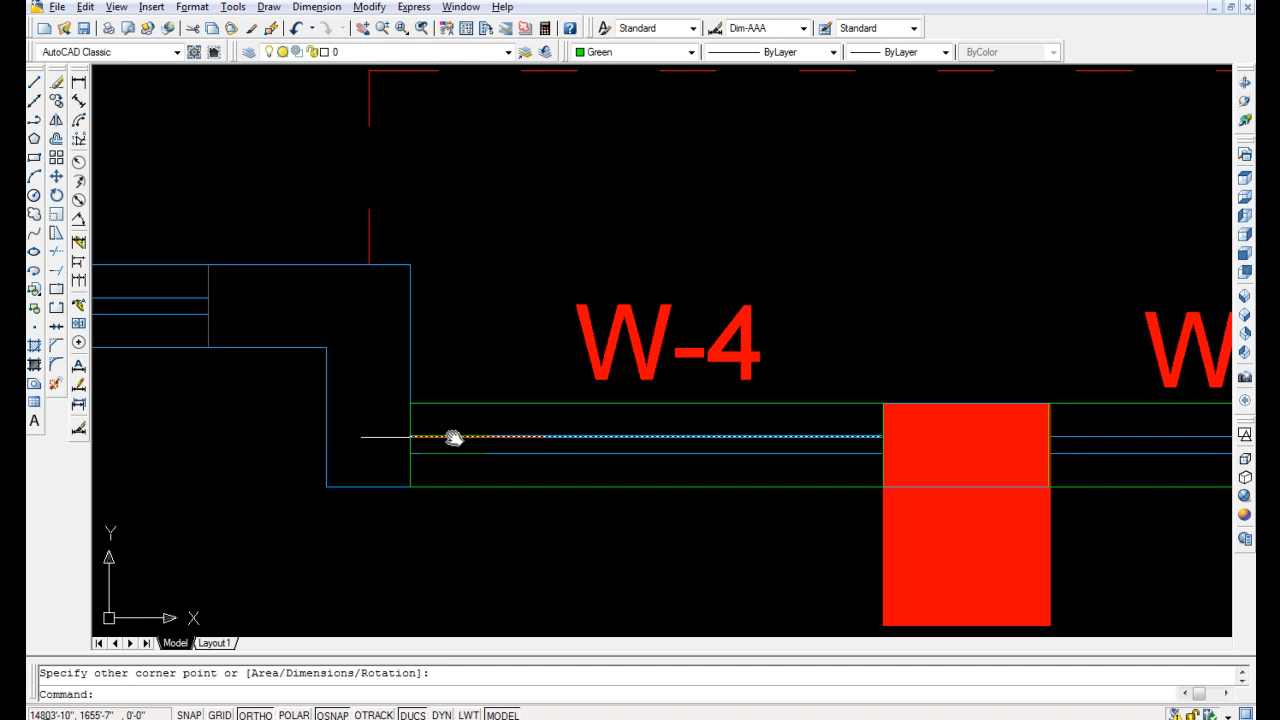 File Edit View Insert Format Tools Draw Dimension Modify Express Window Help
Standard Dim-AAA Standard
AutoCAD Classic 0 Green ByLayer ByLayer ByColor
W-4 W
Y
X
A
Model Layout1
Specify other corner point or [Area/Dimensions/Rotation]:
Command:
14803'-10", 1655'-7" , 0'-0" SNAP GRID ORTHO POLAR OSNAP OTRACK DUCS DYN LWT MODEL